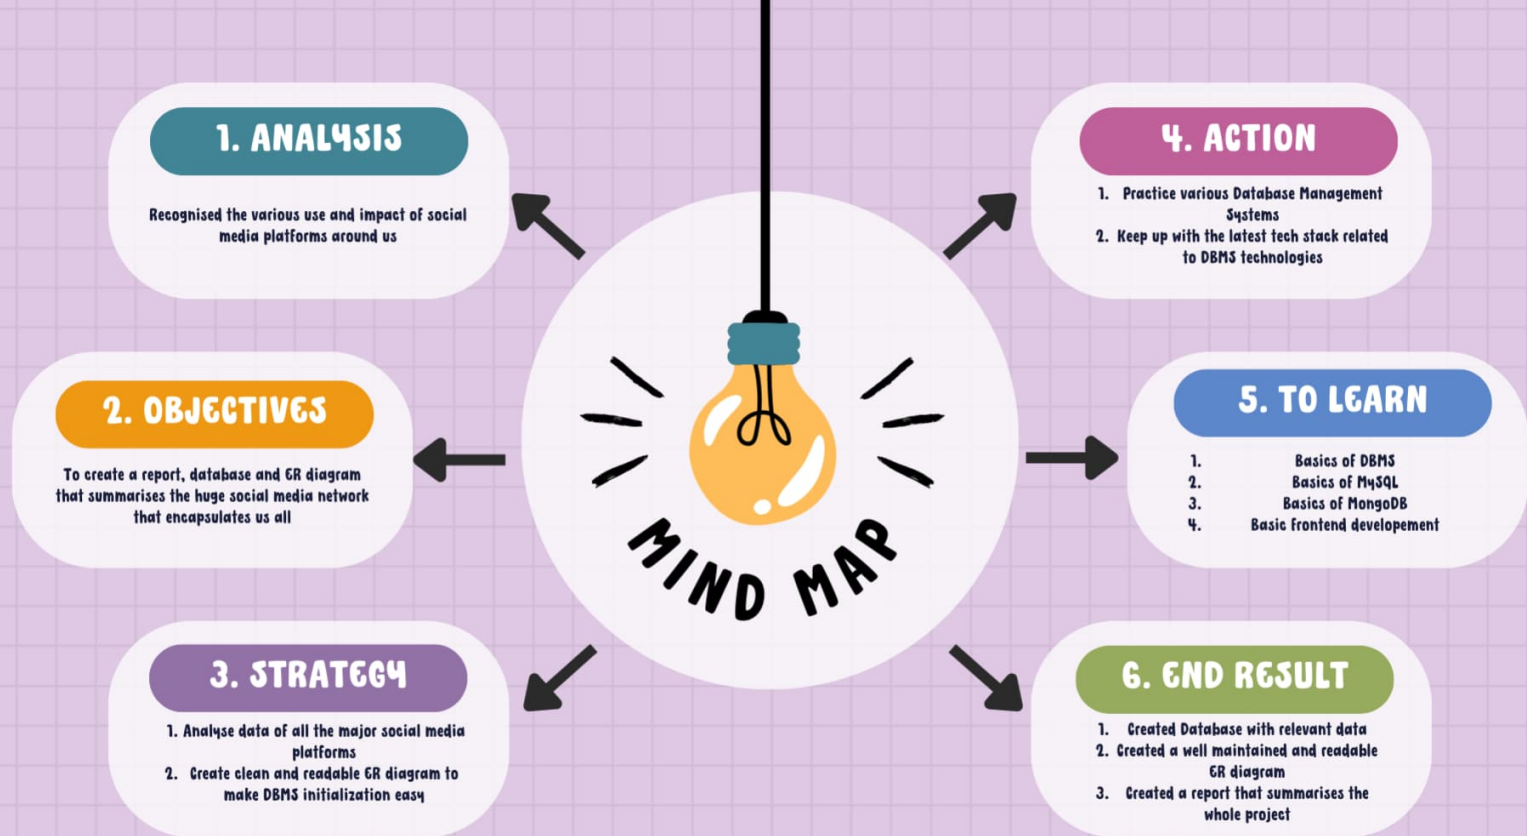 1. ANALYSIS
Recognised the various use and impact of social
media platforms around us
2. OBJECTIVES
To create a report, database and ER diagram
that summarises the huge social media network
that encapsulates us all
3. STRATEGY
1. Analyse data of all the major social media
platforms
2. Create clean and readable ER diagram to
make DBMS initialization easy
MIND MAP
4. ACTION
1. Practice various Database Management
Systems
2. Keep up with the latest tech stack related
to DBMS technologies
5. TO LEARN
1. Basics of DBMS
2. Basics of MySQL
3. Basics of MongoDB
4. Basic frontend developement
6. END RESULT
1. Created Database with relevant data
2. Created a well maintained and readable
ER diagram
3. Created a report that summarises the
whole project